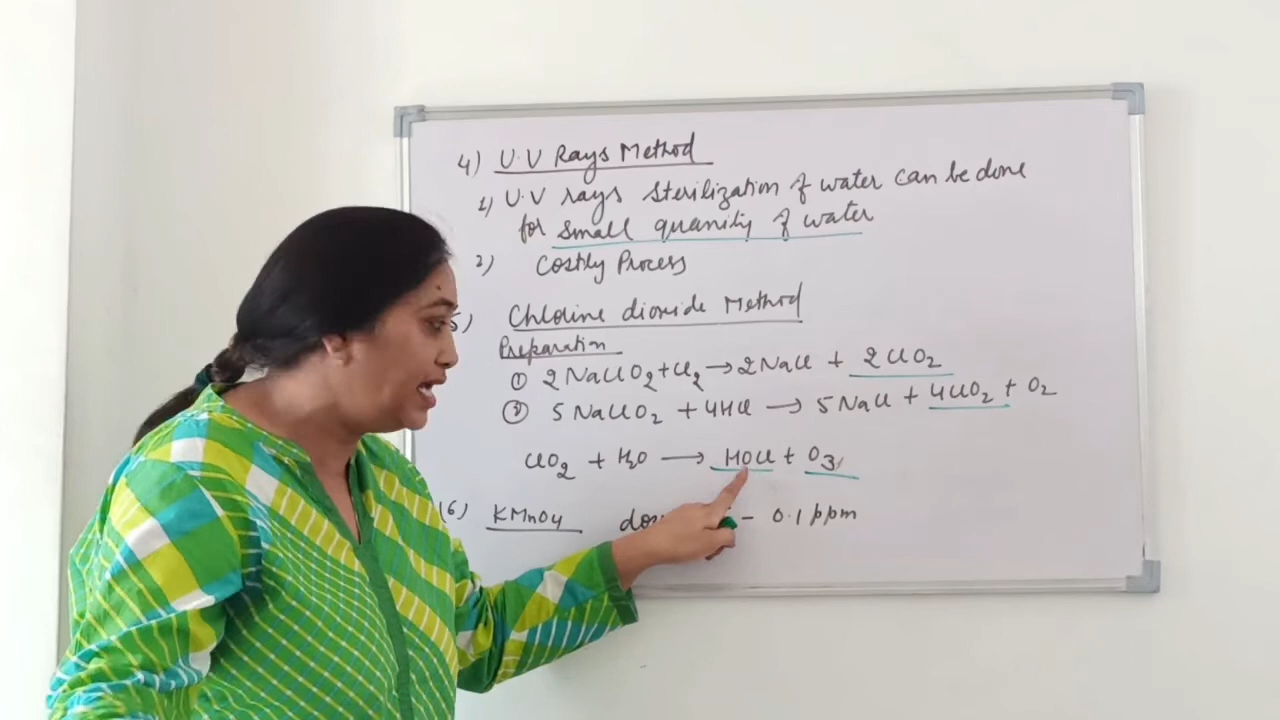 4) U.V Rays Method
1) U.V rays sterilization of water can be done
for small quanity of water
2) Costly Process
5) Chlorine dioxide Method
Preparation
① 2NaClO2+Cl2→2NaCl + 2ClO2
② 5NaClO2 + 4HCl → 5NaCl + 4ClO2 + O2
ClO2 + H2O → HOCl + O3
(6) KMnO4 - 0.1 ppm